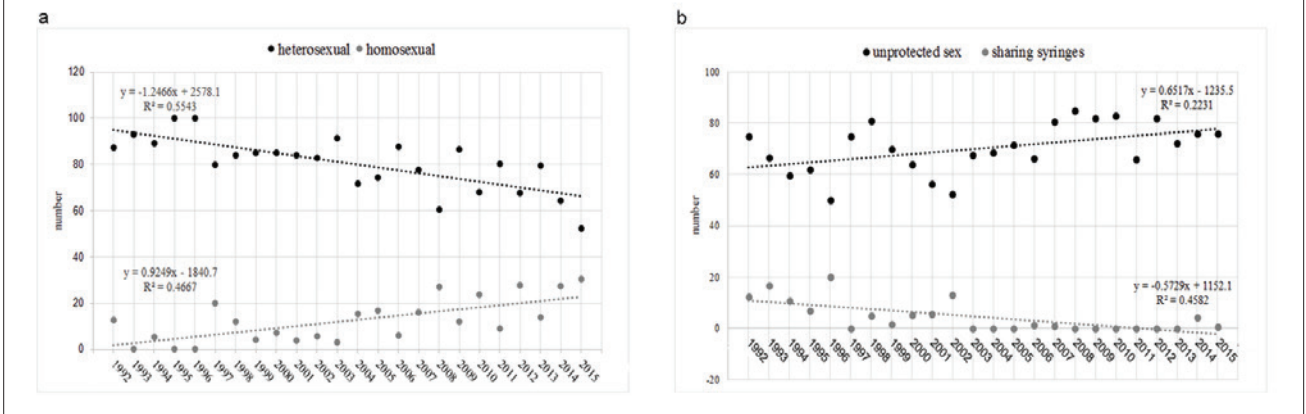 a
heterosexual homosexual
120
100
80
60
40
20
0
number
y = -1.2466x + 2578.1
R² = 0.5543
y = 0.9249x - 1840.7
R² = 0.4667
1992 1993 1994 1995 1996 1997 1998 1999 2000 2001 2002 2003 2004 2005 2006 2007 2008 2009 2010 2011 2012 2013 2014 2015
b
unprotected sex sharing syringes
100
80
60
40
20
0
-20
number
y = 0.6517x - 1235.5
R² = 0.2231
y = -0.5729x + 1152.1
R² = 0.4582
1992 1993 1994 1995 1996 1997 1998 1999 2000 2001 2002 2003 2004 2005 2006 2007 2008 2009 2010 2011 2012 2013 2014 2015